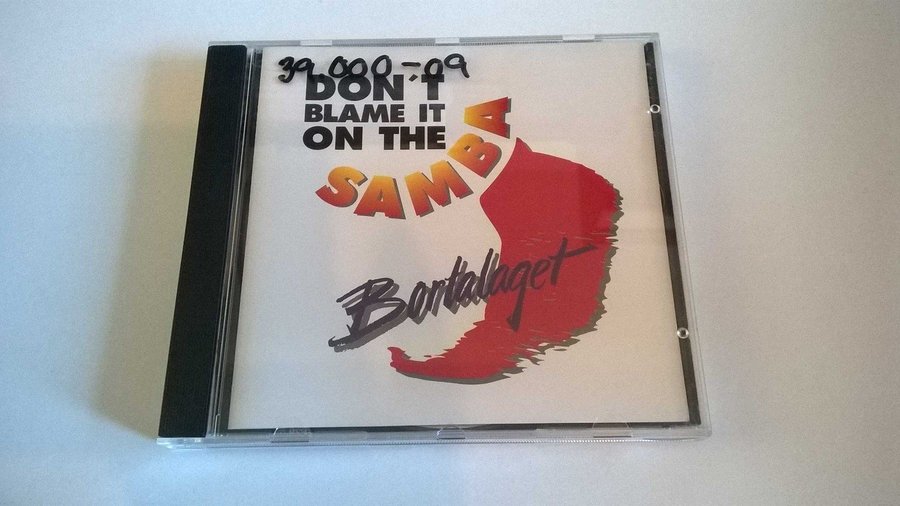 39.000-:09
DON'T
BLAME IT
ON THE
SAMBA
Bortalaget